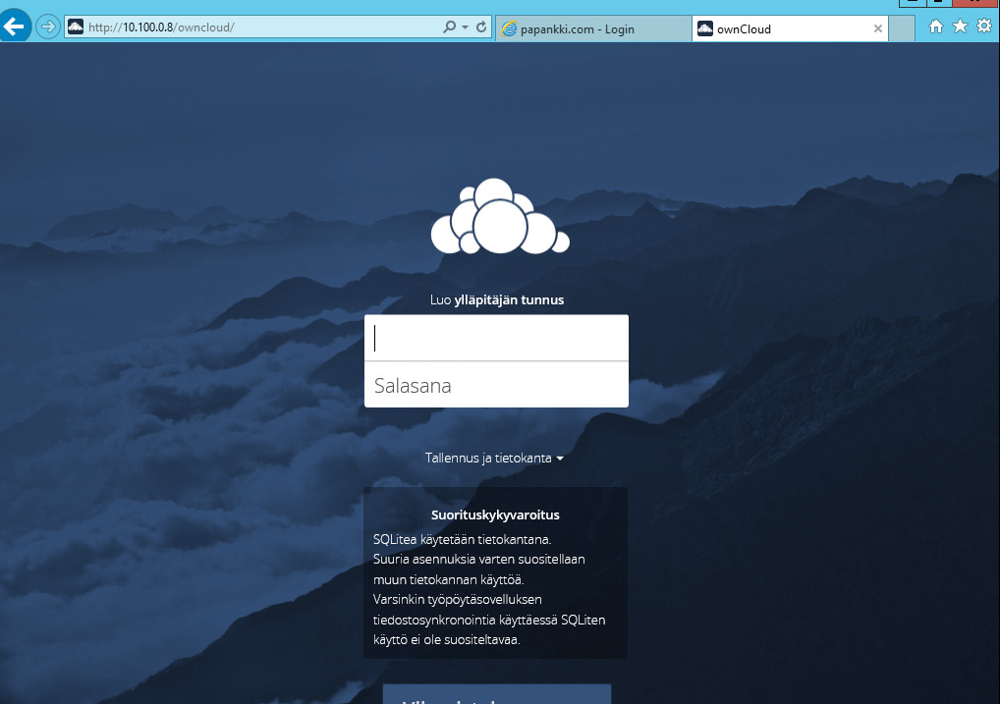 http://10.100.0.8/owncloud/
papankki.com - Login
ownCloud
Luo ylläpitäjän tunnus
Salasana
Tallennus ja tietokanta
Suorituskykyvaroitus
SQLitea käytetään tietokantana.
Suuria asennuksia varten suositellaan
muun tietokannan käyttöä.
Varsinkin työpöytäsovelluksen
tiedostosynkronointia käyttäessä SQLiten
käyttö ei ole suositeltavaa.